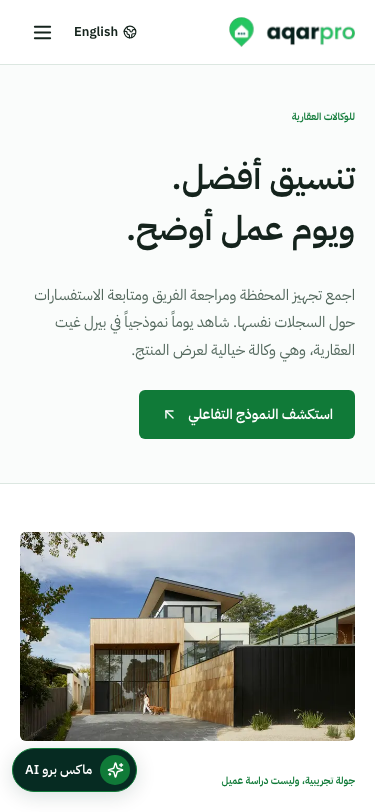 aqarpro
English
للوكالات العقارية
تنسيق أفضل.
ويوم عمل أوضح.
اجمع تجهيز المحفظة ومراجعة الفريق ومتابعة الاستفسارات
حول السجلات نفسها. شاهد يوماً نموذجياً في بيرل غيت
العقارية، وهي وكالة خيالية لعرض المنتج.
استكشف النموذج التفاعلي
ماكس برو AI
جولة تجريبية، وليست دراسة عميل